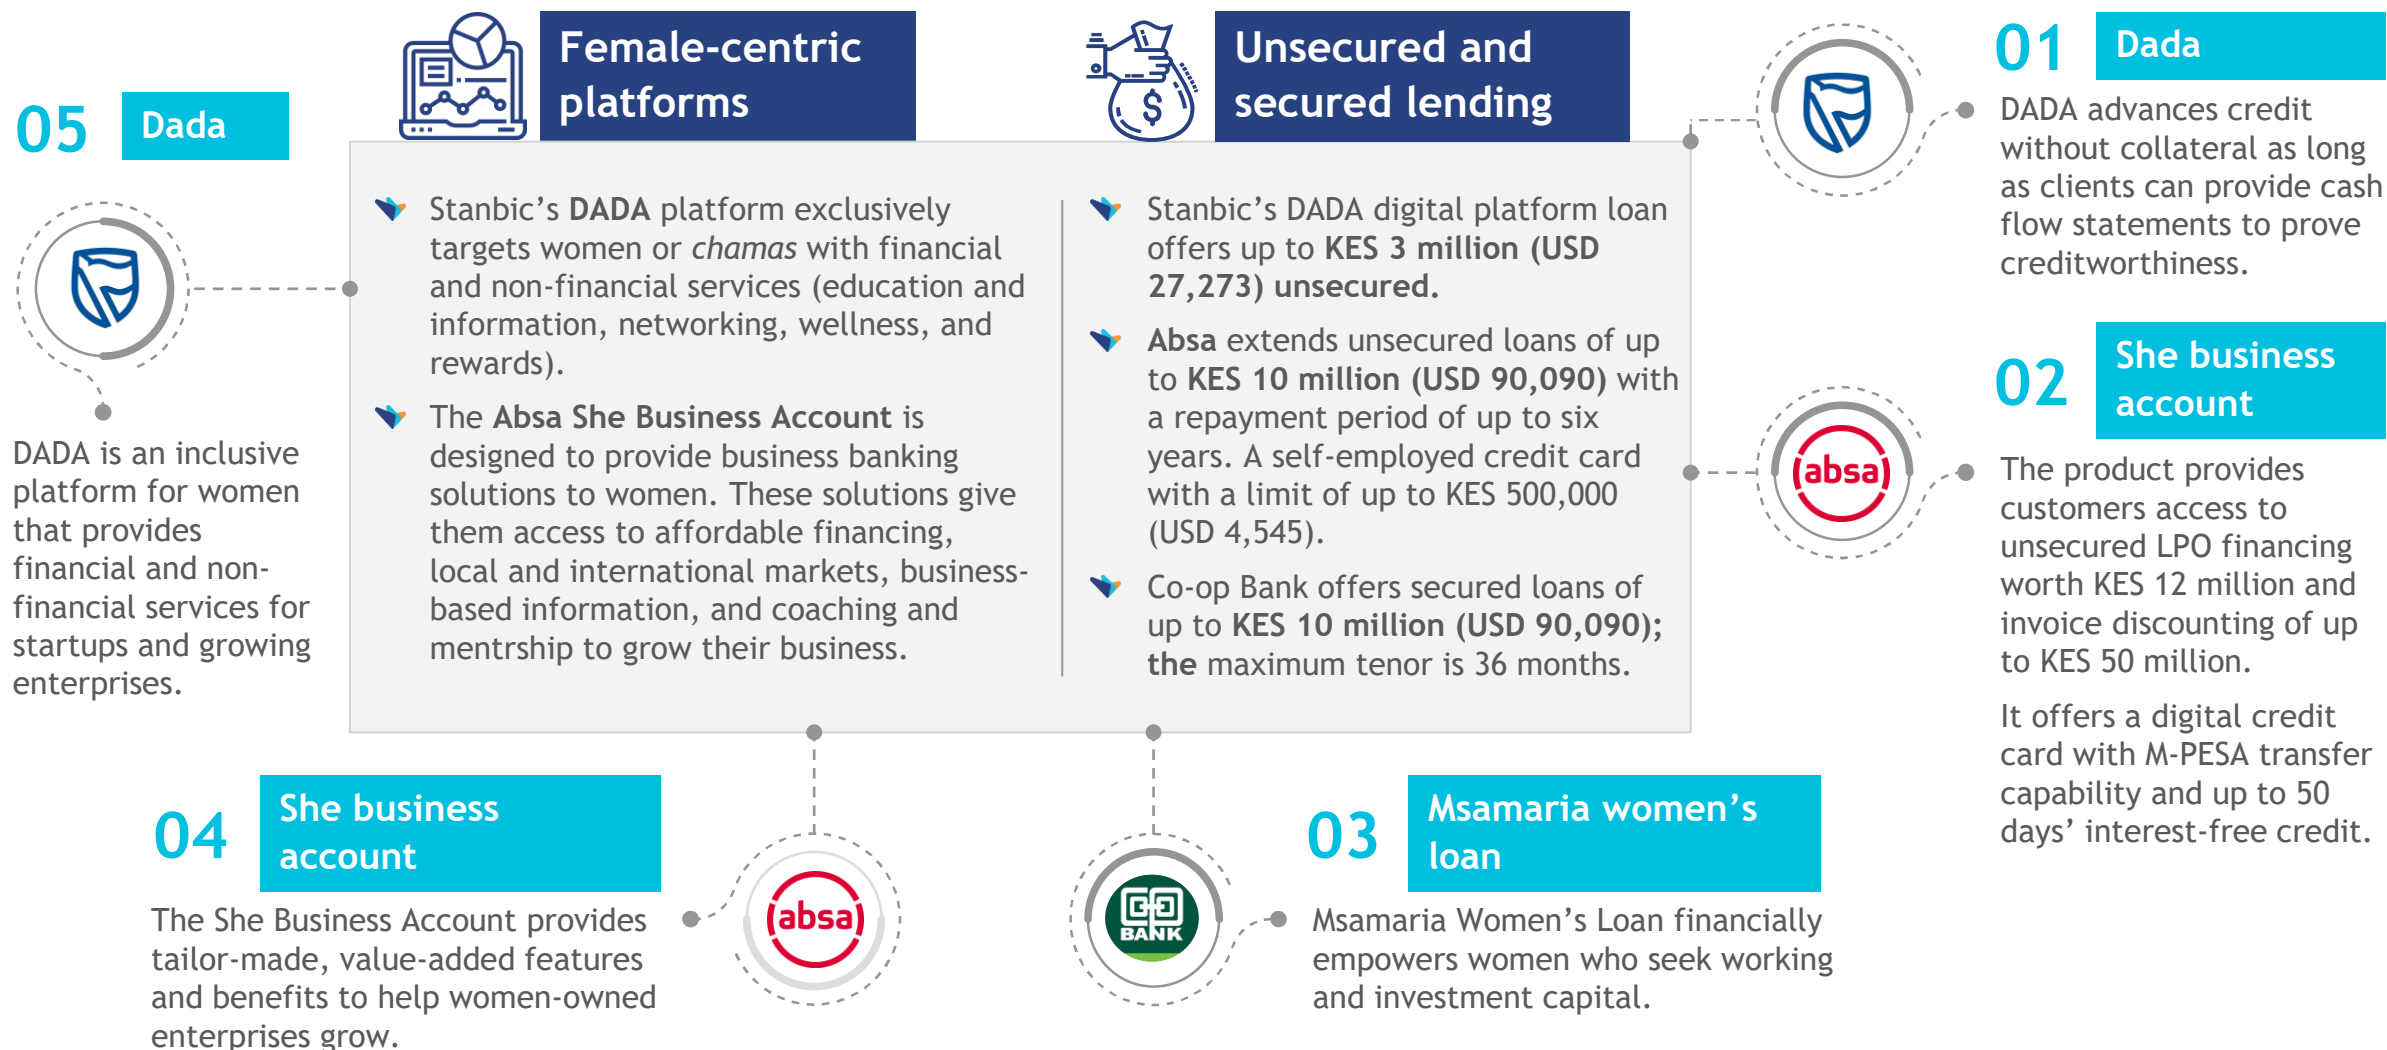 Female-centric
platforms
Stanbic's DADA platform exclusively
targets women or chamas with financial
and non-financial services (education and
information, networking, wellness, and
rewards).
The Absa She Business Account is
designed to provide business banking
solutions to women. These solutions give
them access to affordable financing,
local and international markets, business-
based information, and coaching and
mentrship to grow their business.
Unsecured and
secured lending
Stanbic's DADA digital platform loan
offers up to KES 3 million (USD
27,273) unsecured.
Absa extends unsecured loans of up
to KES 10 million (USD 90,090) with
a repayment period of up to six
years. A self-employed credit card
with a limit of up to KES 500,000
(USD 4,545).
Co-op Bank offers secured loans of
up to KES 10 million (USD 90,090);
the maximum tenor is 36 months.
01
Dada
DADA advances credit
without collateral as long
as clients can provide cash
flow statements to prove
creditworthiness.
02
She business
account
absa
The product provides
customers access to
unsecured LPO financing
worth KES 12 million and
invoice discounting of up
to KES 50 million.
It offers a digital credit
card with M-PESA transfer
capability and up to 50
days' interest-free credit.
03
Msamaria women's
loan
BANK
Msamaria Women's Loan financially
empowers women who seek working
and investment capital.
04
She business
account
absa
The She Business Account provides
tailor-made, value-added features
and benefits to help women-owned
enterprises grow.
05
Dada
DADA is an inclusive
platform for women
that provides
financial and non-
financial services for
startups and growing
enterprises.